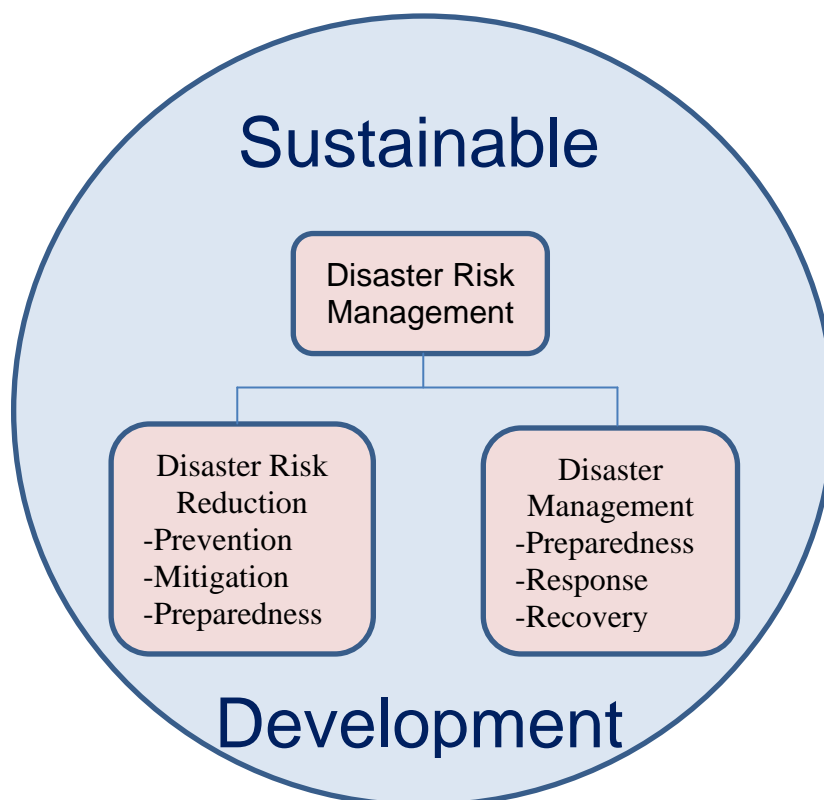 Sustainable
Disaster Risk
Management
Disaster Risk
Reduction
-Prevention
-Mitigation
-Preparedness
Disaster
Management
-Preparedness
-Response
-Recovery
Development